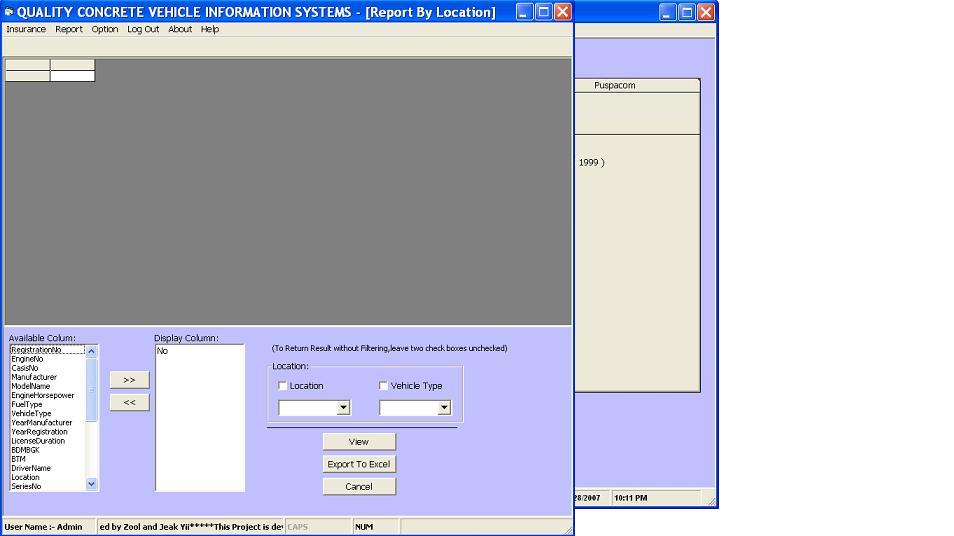 QUALITY CONCRETE VEHICLE INFORMATION SYSTEMS - [Report By Location]
Insurance Report Option Log Out About Help
Puspacom
1999 )
Available Colum:
RegistrationNo
EngineNo
CasisNo
Manufacturer
ModelName
EngineHorsepower
FuelType
VehicleType
YearManufacturer
YearRegistration
LicenseDuration
BDMBGK
BTM
DriverName
Location
SeriesNo
>>
<<
Display Column:
No
(To Return Result without Filtering,leave two check boxes unchecked)
Location:
Location Vehicle Type
View
Export To Excel
Cancel
User Name :- Admin ed by Zool and Jeak Yii*****This Project is de CAPS NUM
28/2007 10:11 PM